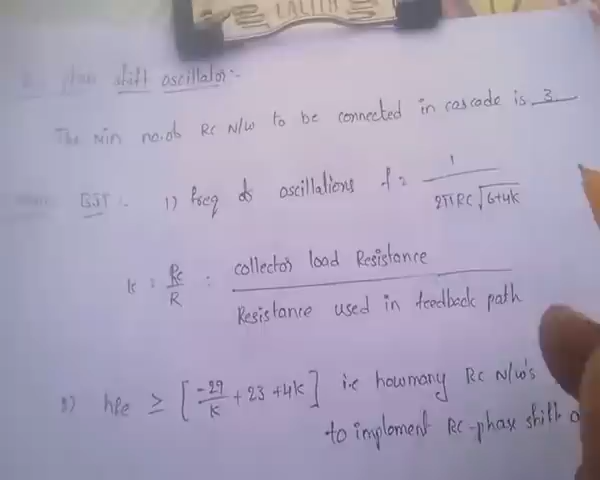 LALITH
phase shift oscillator:-
The Min no.ob RC N/w to be connected in cascade is 3
BJT:- 1) freq of oscillations f = 1 / 2πRC√6+4k
k = Rc / R = collector load Resistance / Resistance used in feedback path
2) hfe ≥ [-29/k + 23 + 4k] i.e howmany RC N/w's
to implement RC-phase shift